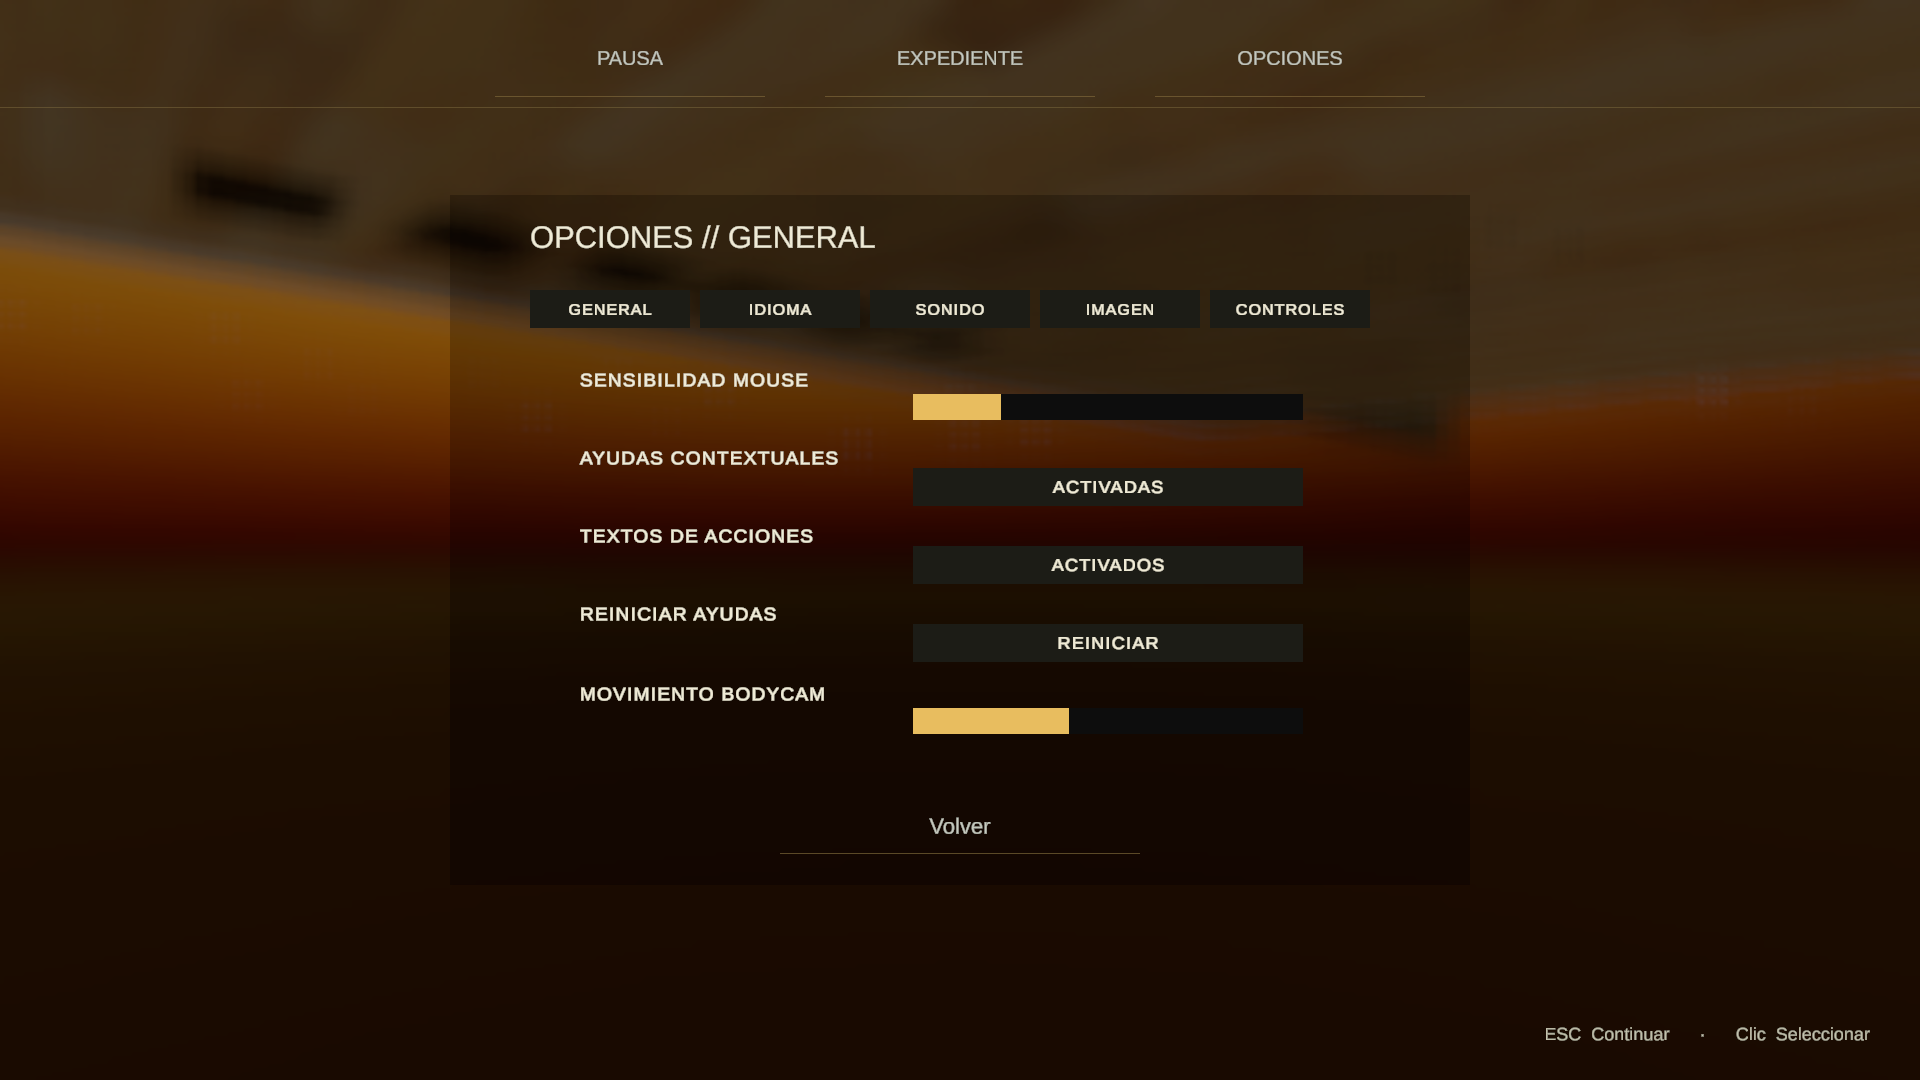 PAUSA EXPEDIENTE OPCIONES
OPCIONES // GENERAL
GENERAL IDIOMA SONIDO IMAGEN CONTROLES
SENSIBILIDAD MOUSE
AYUDAS CONTEXTUALES
ACTIVADAS
TEXTOS DE ACCIONES
ACTIVADOS
REINICIAR AYUDAS
REINICIAR
MOVIMIENTO BODYCAM
Volver
ESC Continuar · Clic Seleccionar